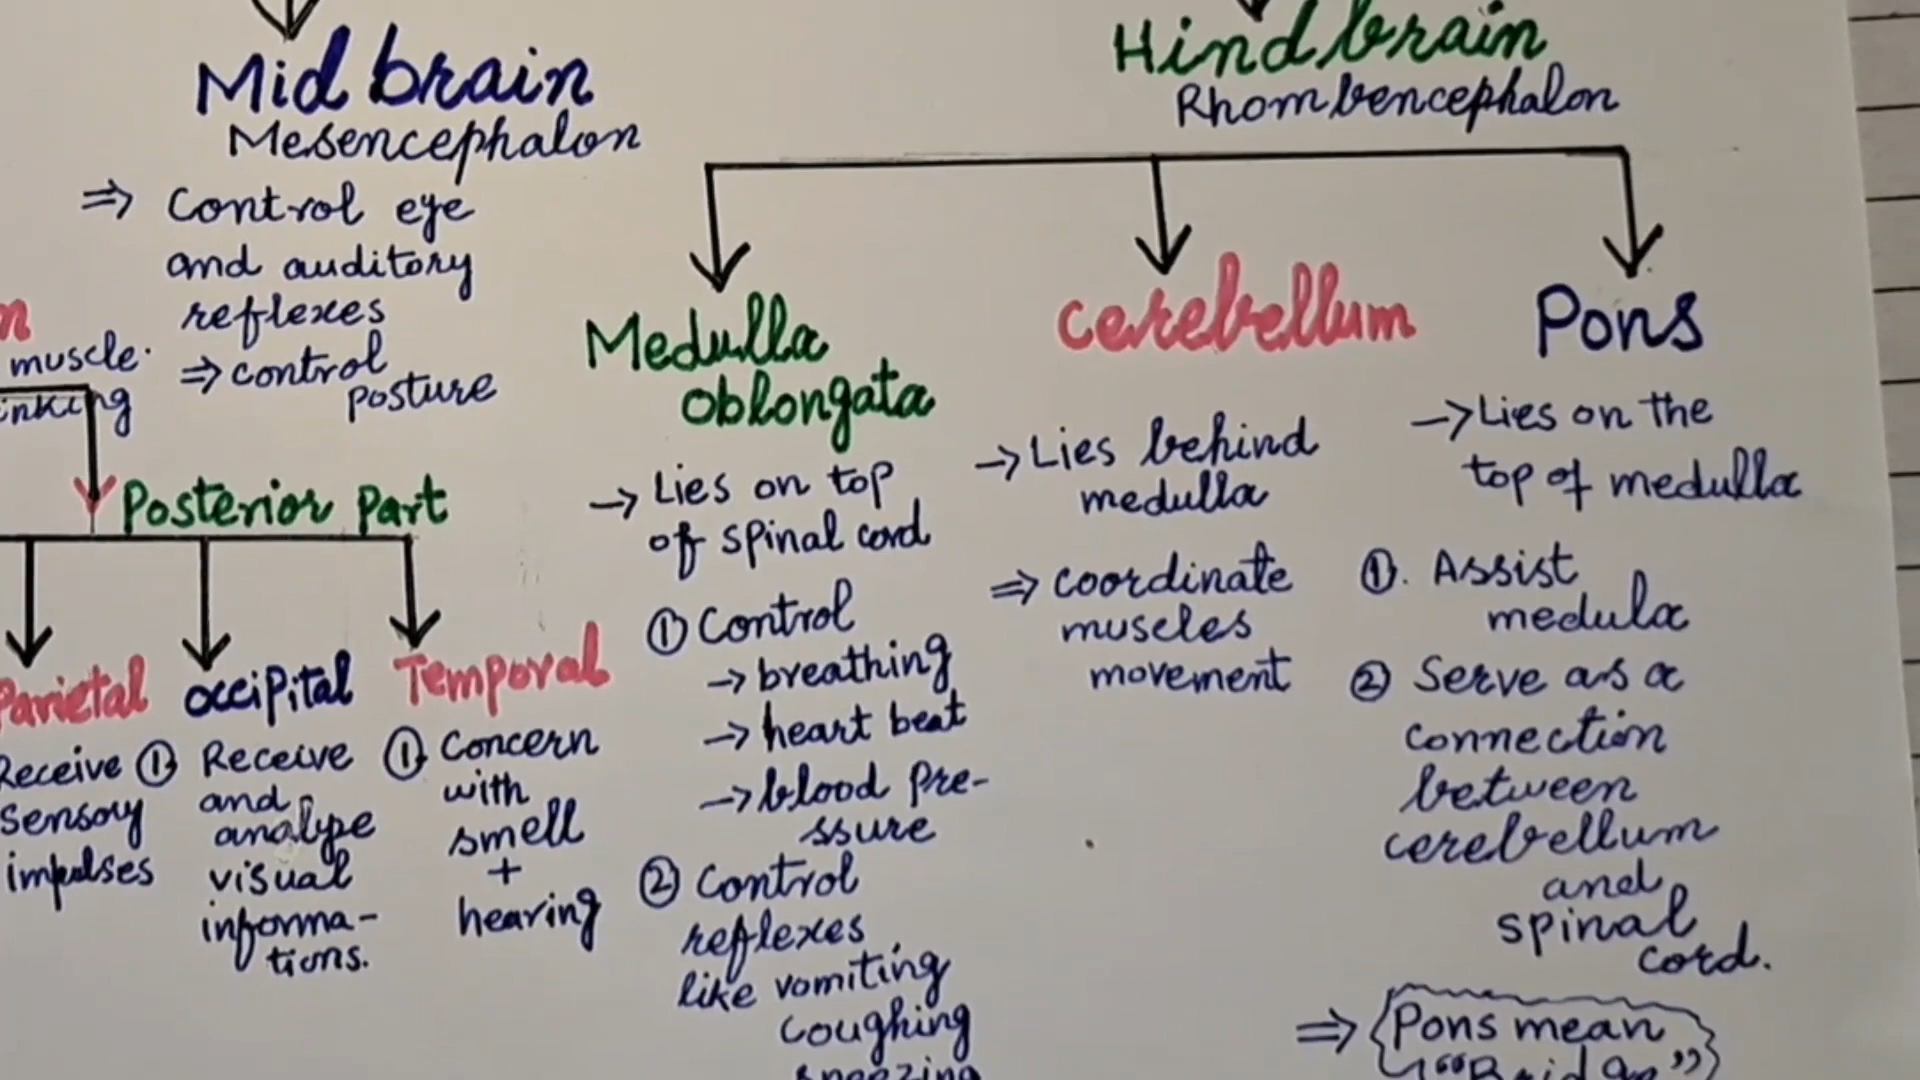 Mid brain
Mesencephalon
⇒ Control eye
and auditory
reflexes
⇒ control
posture
muscle.
Posterior part
Parietal
Receive
sensoy
impulses
occipital
① Receive
and
analype
visual
informa-
tions.
Temporal
① Concern
with
smell
+
hearing
Hind brain
Rhombencephalon
Medulla
oblongata
→ Lies on top
of spinal cord
① Control
→ breathing
→ heart beat
→ blood pre-
ssure
② Control
reflexes
like vomiting
coughing
sneezing
cerebellum
→ Lies behind
medulla
⇒ coordinate
muscles
movement
Pons
→ Lies on the
top of medulla
①. Assist
medula
② Serve as a
connection
between
cerebellum
and
spinal
cord.
⇒ Pons mean
"Bridge"